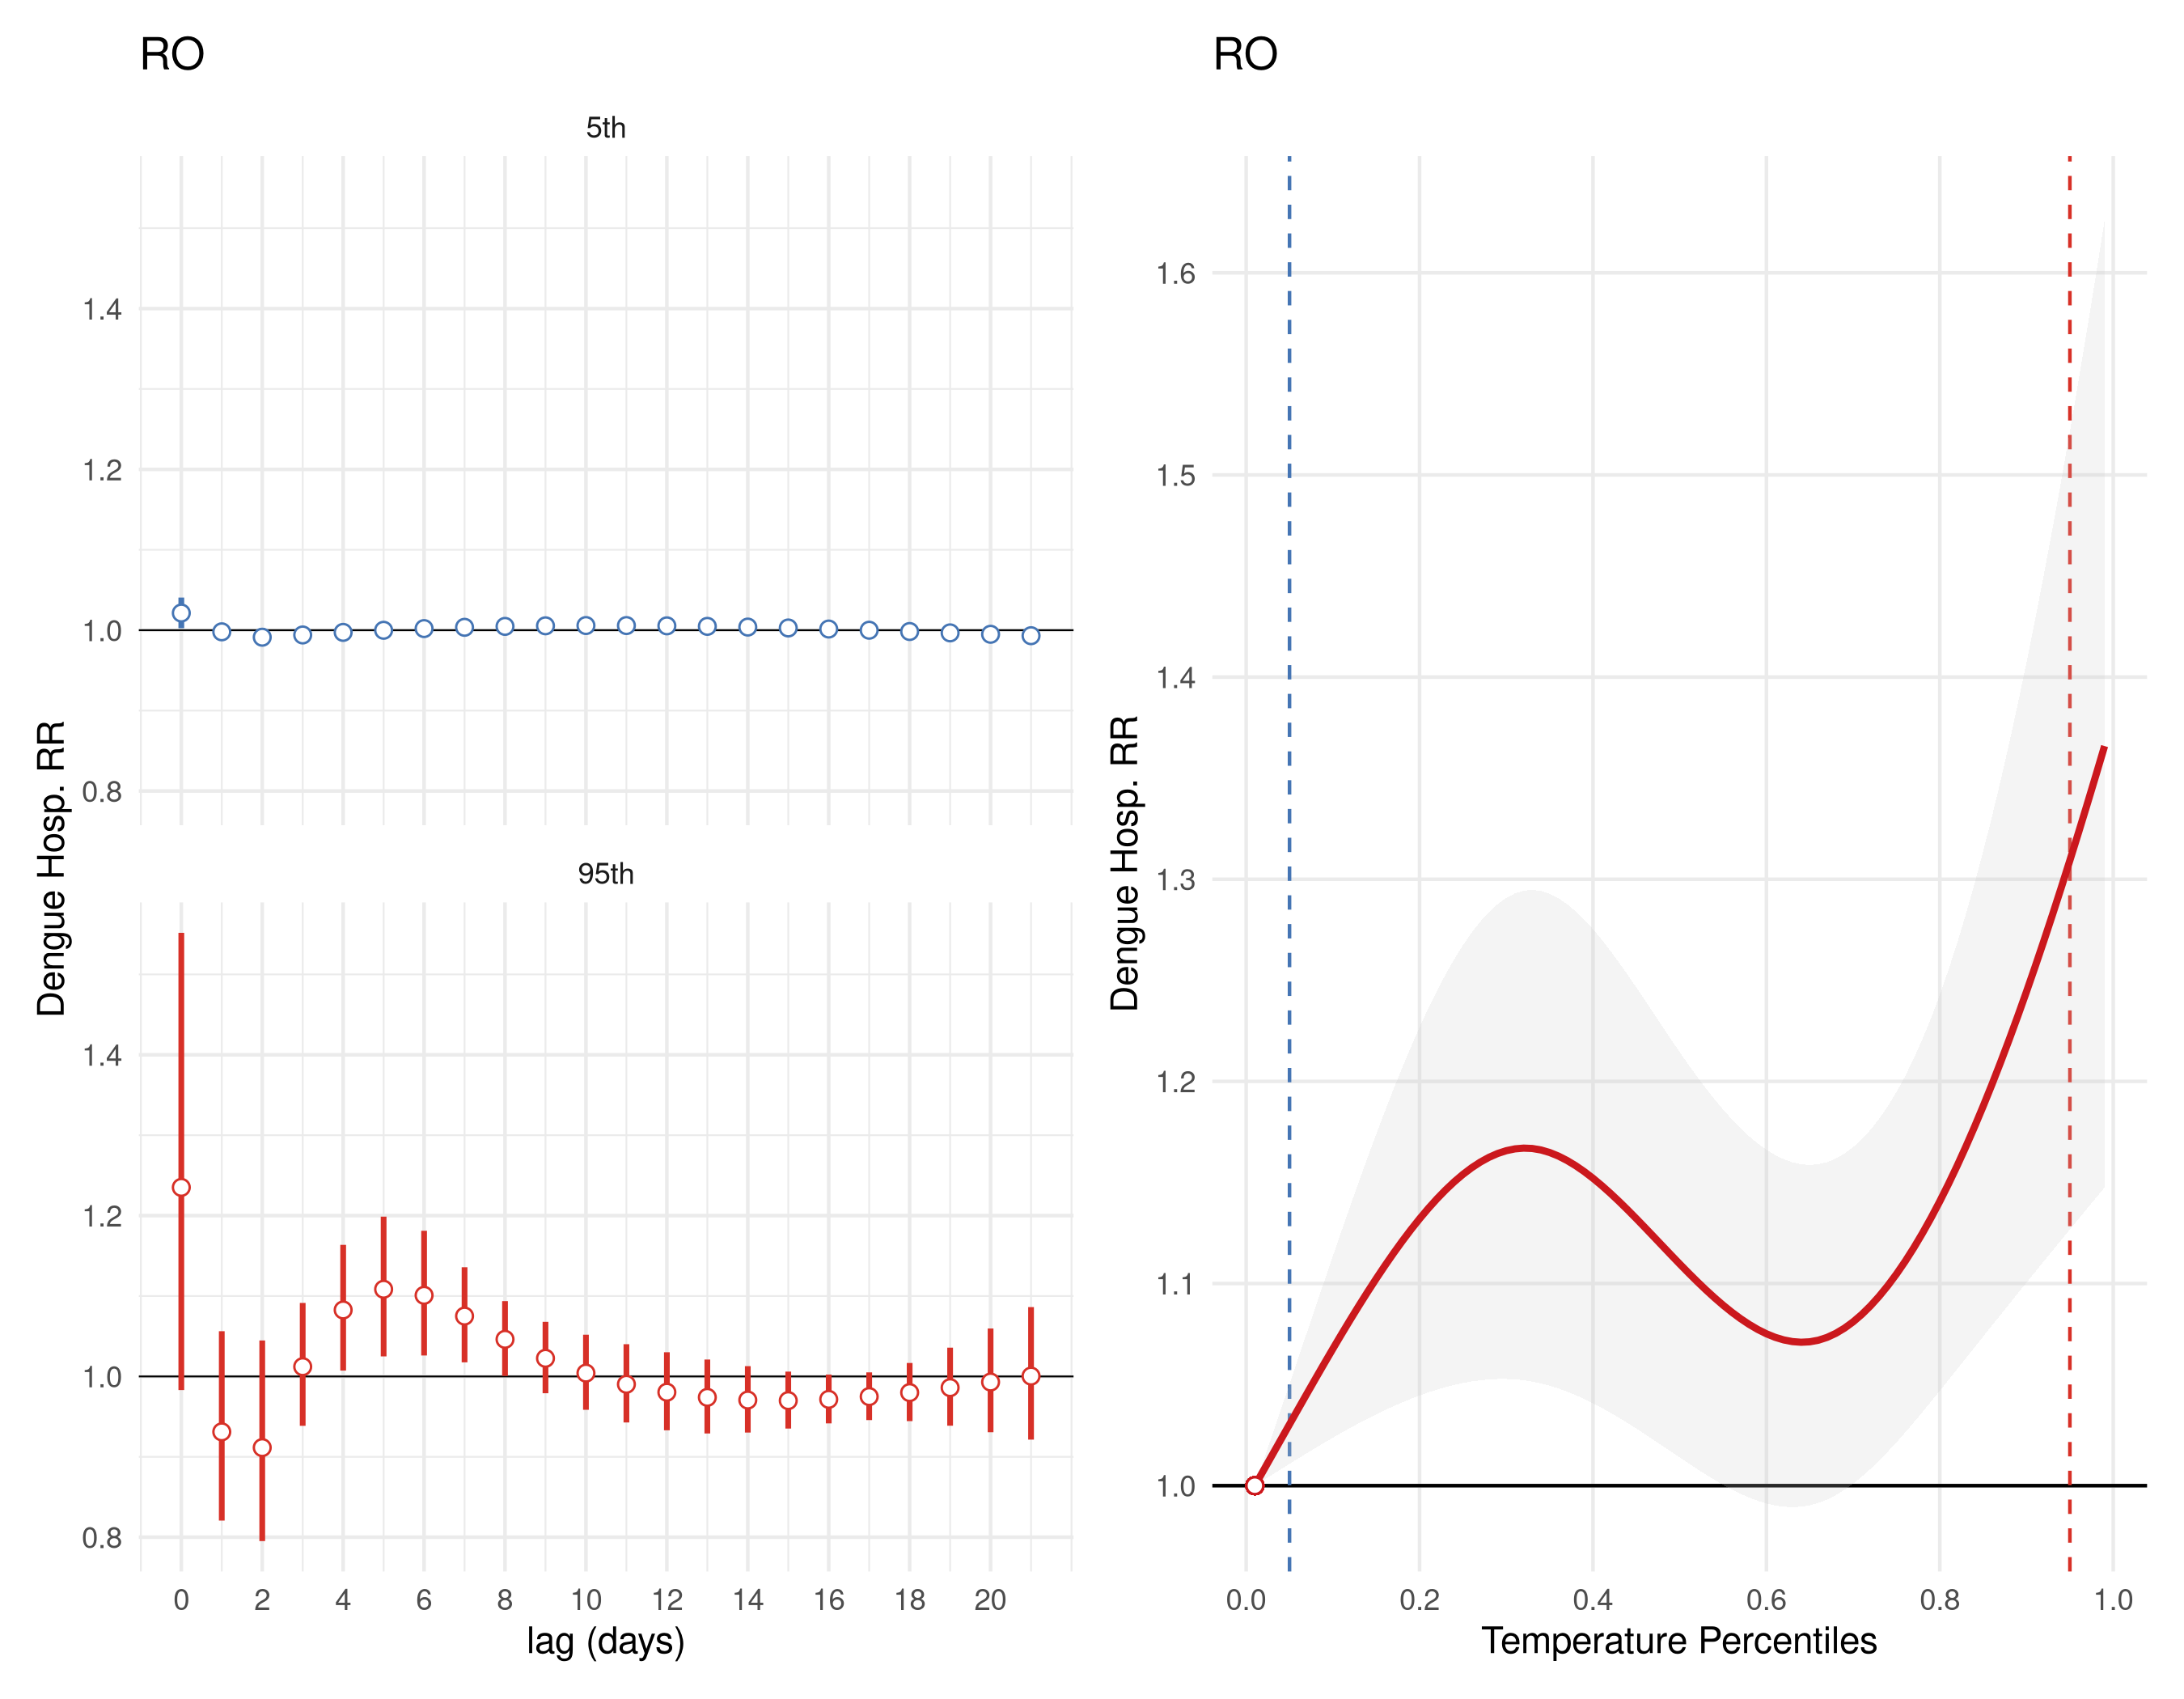 RO
5th
1.4
1.2
1.0
0.8
95th
1.4
1.2
1.0
0.8
0 2 4 6 8 10 12 14 16 18 20
lag (days)
Dengue Hosp. RR
RO
1.6
1.5
1.4
1.3
1.2
1.1
1.0
0.0 0.2 0.4 0.6 0.8 1.0
Temperature Percentiles
Dengue Hosp. RR